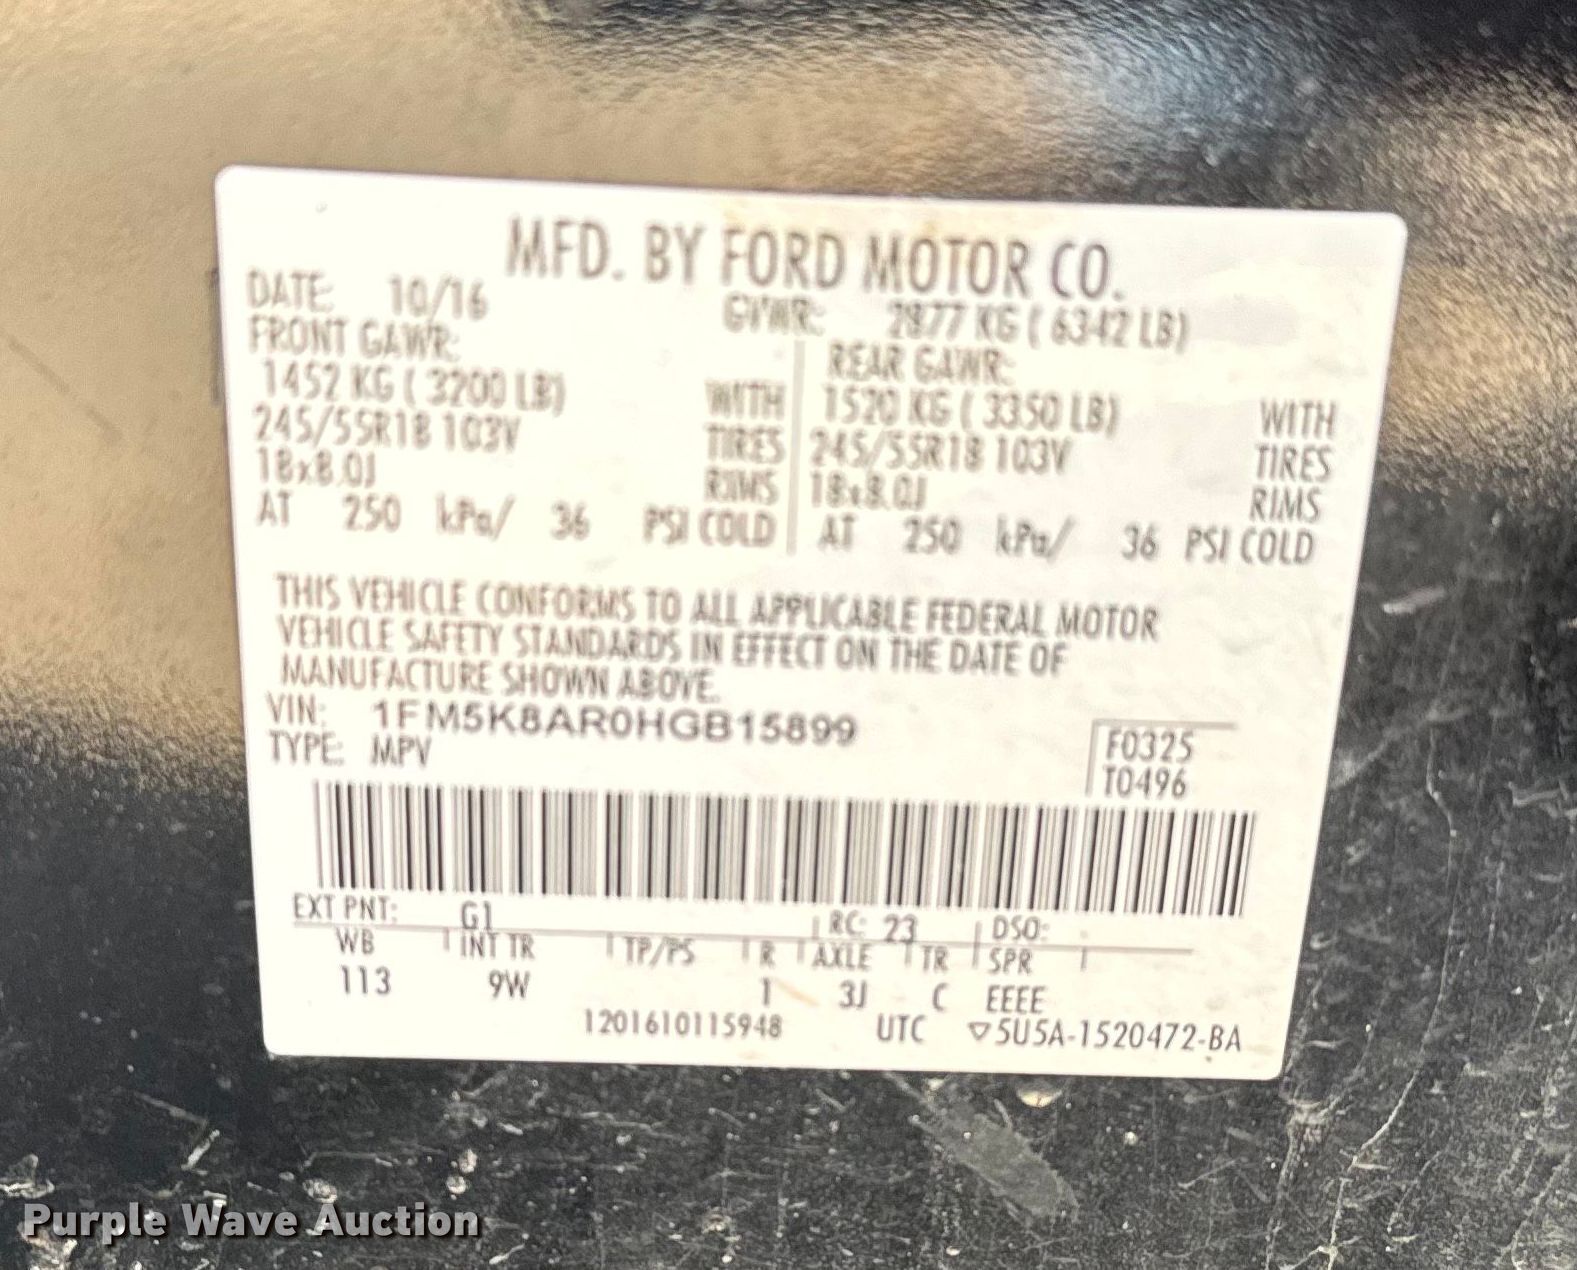 MFD. BY FORD MOTOR CO.
DATE: 10/16 GVWR: 2877 KG ( 6342 LB)
FRONT GAWR: REAR GAWR:
1452 KG ( 3200 LB) WITH 1520 KG ( 3350 LB) WITH
245/55R18 103V TIRES 245/55R18 103V TIRES
18x8.0J RIMS 18x8.0J RIMS
AT 250 kPa/ 36 PSI COLD AT 250 kPa/ 36 PSI COLD
THIS VEHICLE CONFORMS TO ALL APPLICABLE FEDERAL MOTOR
VEHICLE SAFETY STANDARDS IN EFFECT ON THE DATE OF
MANUFACTURE SHOWN ABOVE.
VIN: 1FM5K8AR0HGB15899
TYPE: MPV
F0325
T0496
EXT PNT: G1 RC: 23 DSO:
WB INT TR TP/PS R AXLE TR SPR
113 9W 1 3J C EEEE
1201610115948 UTC ▽5U5A-1520472-BA
Purple Wave Auction